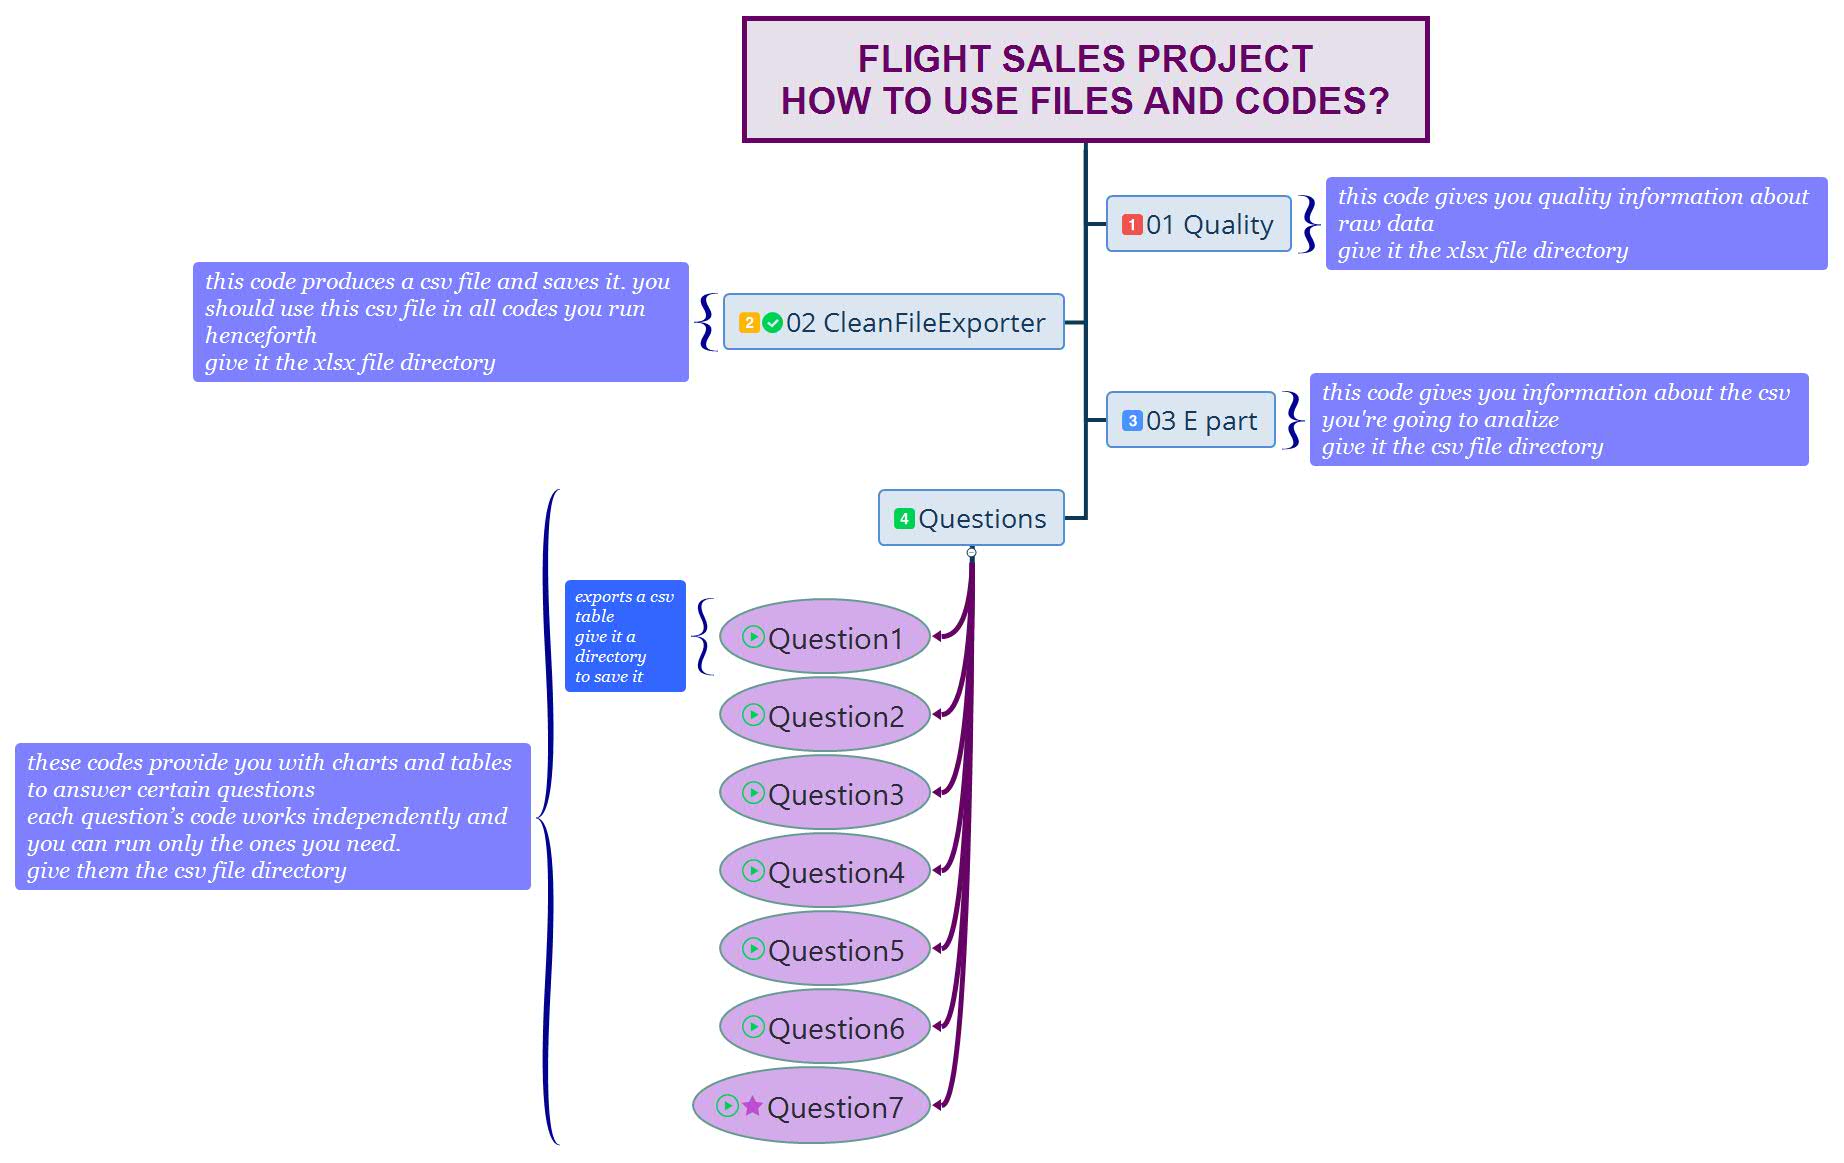 FLIGHT SALES PROJECT
HOW TO USE FILES AND CODES?
1 01 Quality
this code gives you quality information about
raw data
give it the xlsx file directory
2 02 CleanFileExporter
this code produces a csv file and saves it. you
should use this csv file in all codes you run
henceforth
give it the xlsx file directory
3 03 E part
this code gives you information about the csv
you're going to analize
give it the csv file directory
4 Questions
these codes provide you with charts and tables
to answer certain questions
each question’s code works independently and
you can run only the ones you need.
give them the csv file directory
exports a csv
table
give it a
directory
to save it
Question1
Question2
Question3
Question4
Question5
Question6
Question7